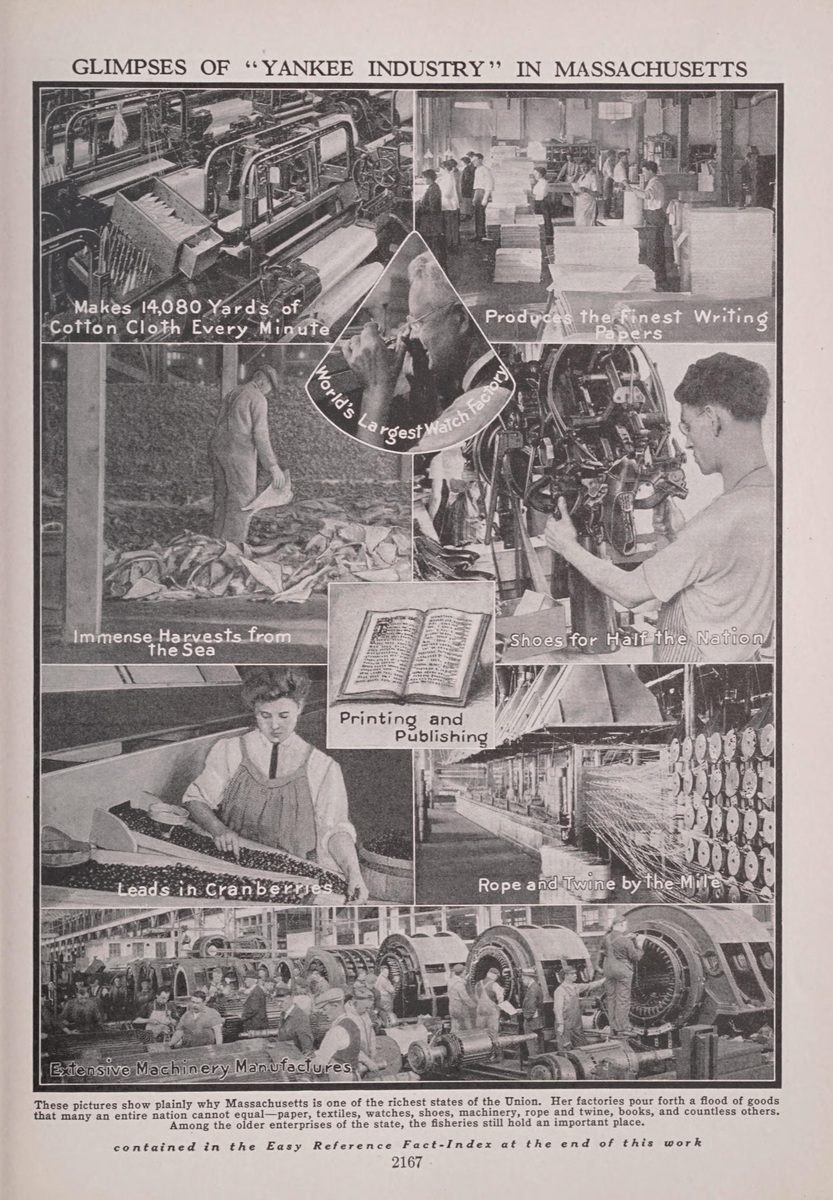 GLIMPSES OF “YANKEE INDUSTRY” IN MASSACHUSETTS
Makes 14,080 Yards of
Cotton Cloth Every Minute
Produces the Finest Writing
Papers
World's Largest Watch Factory
Immense Harvests from
the Sea
Shoes for Half the Nation
Printing and
Publishing
Leads in Cranberries
Rope and Twine by the Mile
Extensive Machinery Manufactures
These pictures show plainly why Massachusetts is one of the richest states of the Union. Her factories pour forth a flood of goods
that many an entire nation cannot equal—paper, textiles, watches, shoes, machinery, rope and twine, books, and countless others.
Among the older enterprises of the state, the fisheries still hold an important place.
contained in the Easy Reference Fact-Index at the end of this work
2167